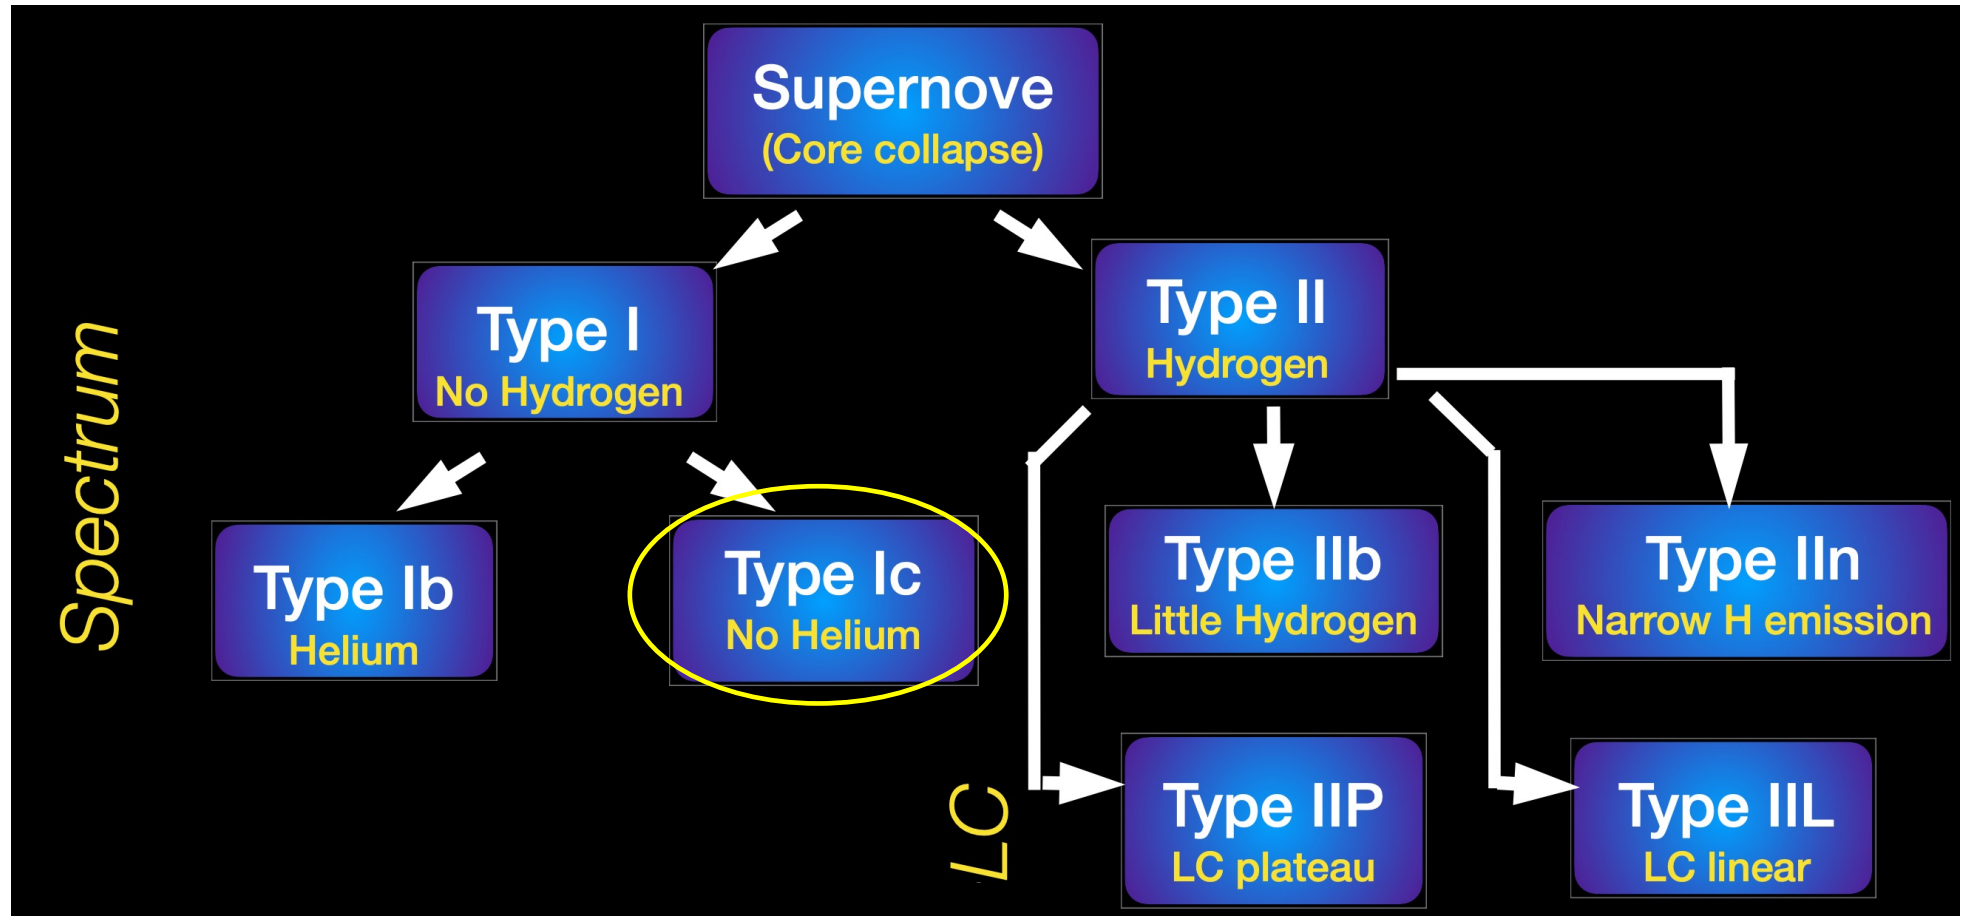 Supernove
(Core collapse)
Type I
No Hydrogen
Type II
Hydrogen
Spectrum
Type Ib
Helium
Type Ic
No Helium
Type IIb
Little Hydrogen
Type IIn
Narrow H emission
LC
Type IIP
LC plateau
Type IIL
LC linear